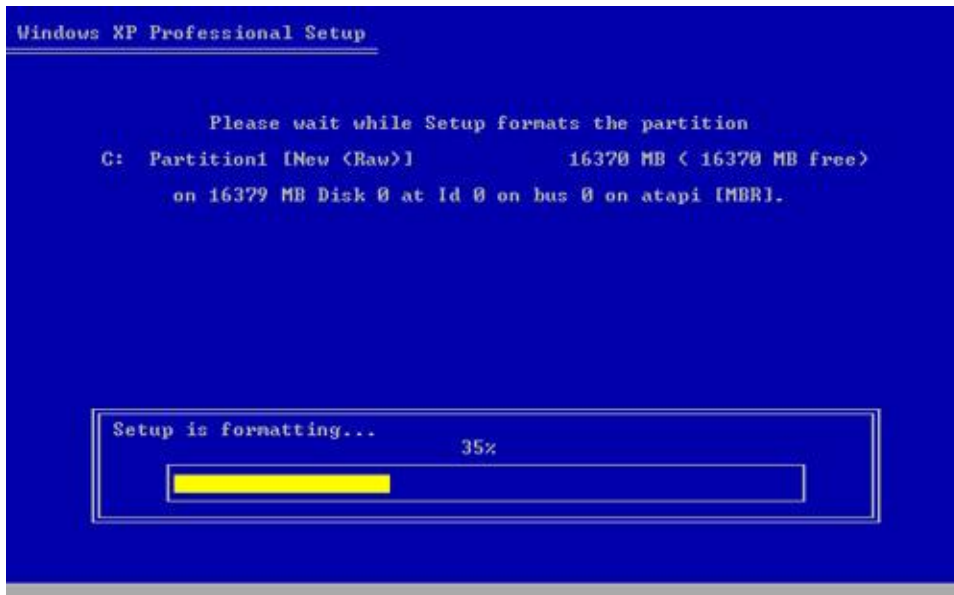 Windows XP Professional Setup
Please wait while Setup formats the partition
C: Partition1 [New (Raw)] 16370 MB ( 16370 MB free)
on 16379 MB Disk 0 at Id 0 on bus 0 on atapi [MBR].
Setup is formatting...
35%